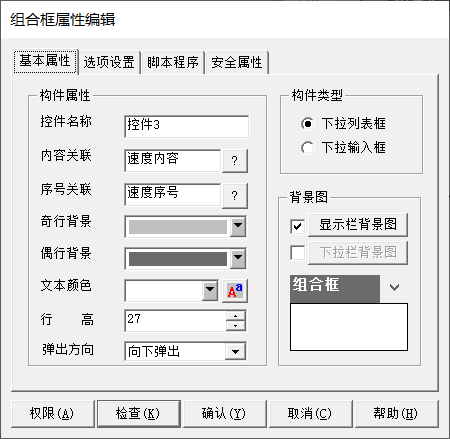 组合框属性编辑
基本属性 选项设置 脚本程序 安全属性
构件属性
控件名称 控件3
内容关联 速度内容 ?
序号关联 速度序号 ?
奇行背景
偶行背景
文本颜色 Aa
行 高 27
弹出方向 向下弹出
构件类型
下拉列表框
下拉输入框
背景图
显示栏背景图
下拉栏背景图
组合框
权限(A) 检查(K) 确认(Y) 取消(C) 帮助(H)